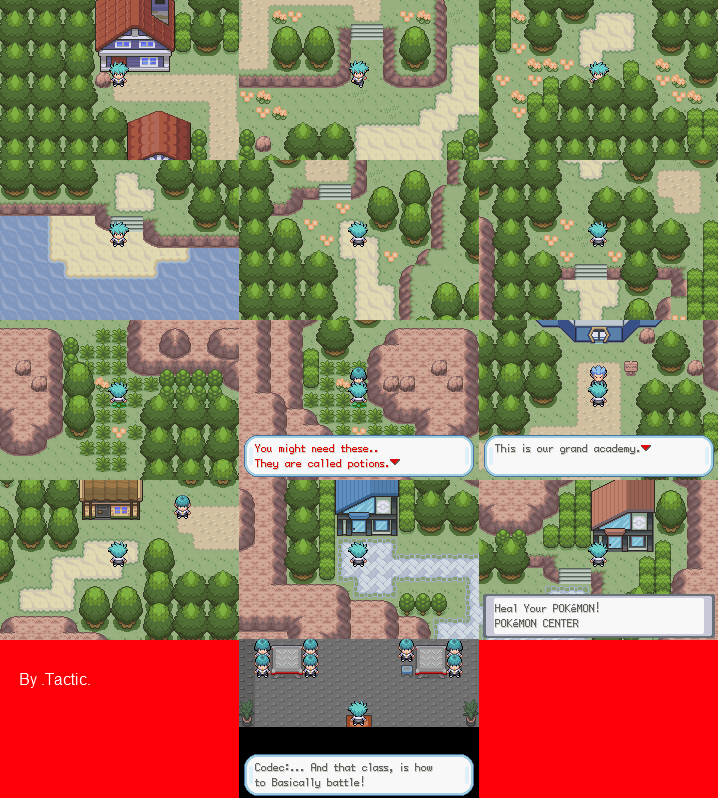 You might need these..
They are called potions.
This is our grand academy.
Heal Your POKéMON!
POKéMON CENTER
By .Tactic.
Codec:... And that class, is how
to Basically battle!